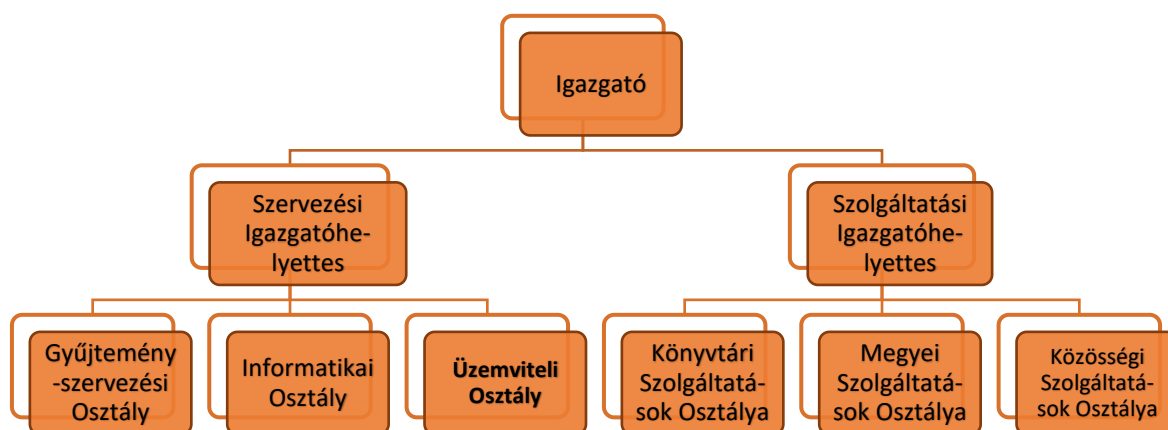 Igazgató
Szervezési
Igazgatóhe-
lyettes
Szolgáltatási
Igazgatóhe-
lyettes
Gyűjtemény
-szervezési
Osztály
Informatikai
Osztály
Üzemviteli
Osztály
Könyvtári
Szolgáltatá-
sok Osztálya
Megyei
Szolgáltatá-
sok Osztálya
Közösségi
Szolgáltatá-
sok Osztálya